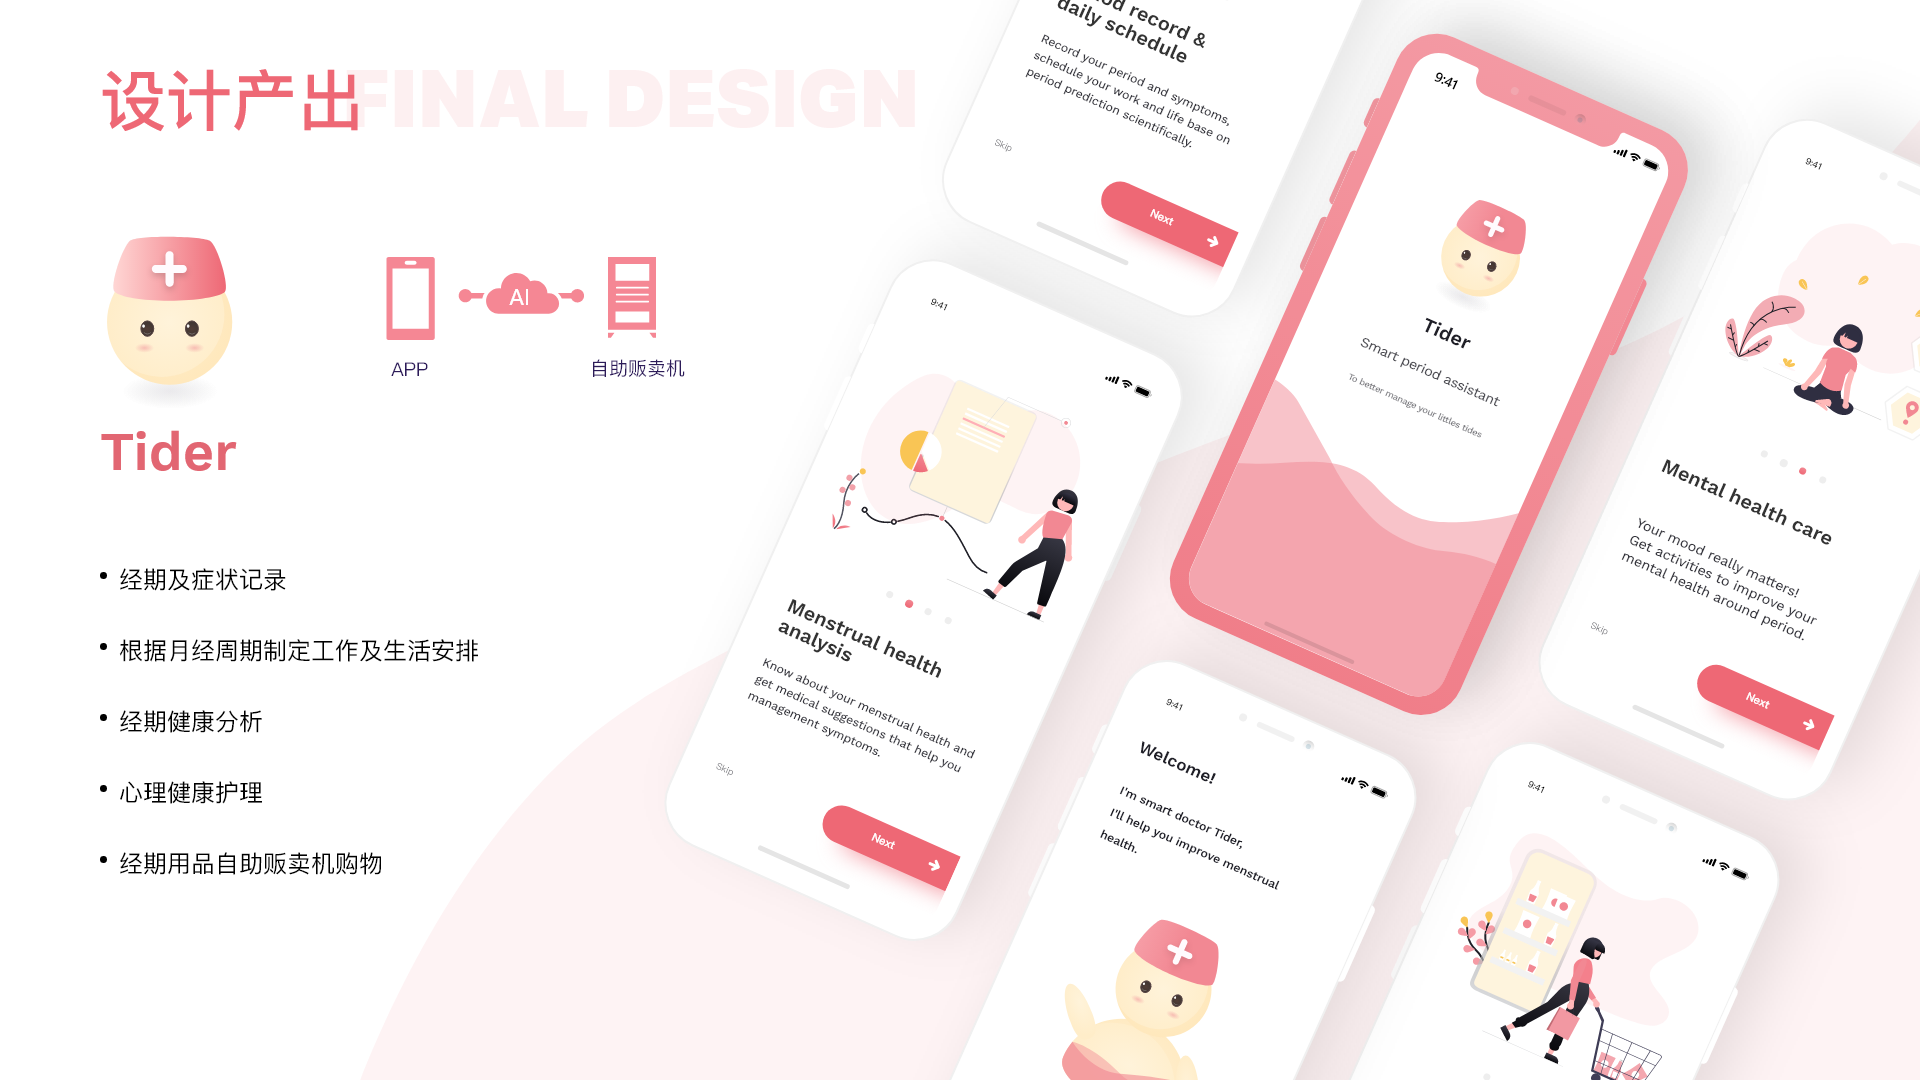 设计产出
FINAL DESIGN
AI
APP
自助贩卖机
Tider
经期及症状记录
根据月经周期制定工作及生活安排
经期健康分析
心理健康护理
经期用品自助贩卖机购物
record &
daily schedule
Record your period and symptoms,
schedule your work and life base on
period prediction scientifically.
Skip
Next
9:41
Tider
Smart period assistant
To better manage your littles tides
9:41
Mental health care
Your mood really matters!
Get activities to improve your
mental health around period.
Skip
Next
9:41
Menstrual health
analysis
Know about your menstrual health and
get medical suggestions that help you
management symptoms.
Skip
Next
9:41
Welcome!
I'm smart doctor Tider,
I'll help you improve menstrual
health.
9:41